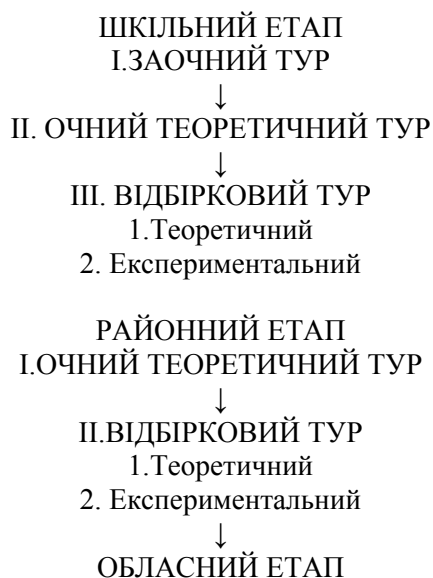 ШКІЛЬНИЙ ЕТАП
І.ЗАОЧНИЙ ТУР
↓
ІІ. ОЧНИЙ ТЕОРЕТИЧНИЙ ТУР
↓
ІІІ. ВІДБІРКОВИЙ ТУР
1.Теоретичний
2. Експериментальний
РАЙОННИЙ ЕТАП
І.ОЧНИЙ ТЕОРЕТИЧНИЙ ТУР
↓
ІІ.ВІДБІРКОВИЙ ТУР
1.Теоретичний
2. Експериментальний
↓
ОБЛАСНИЙ ЕТАП